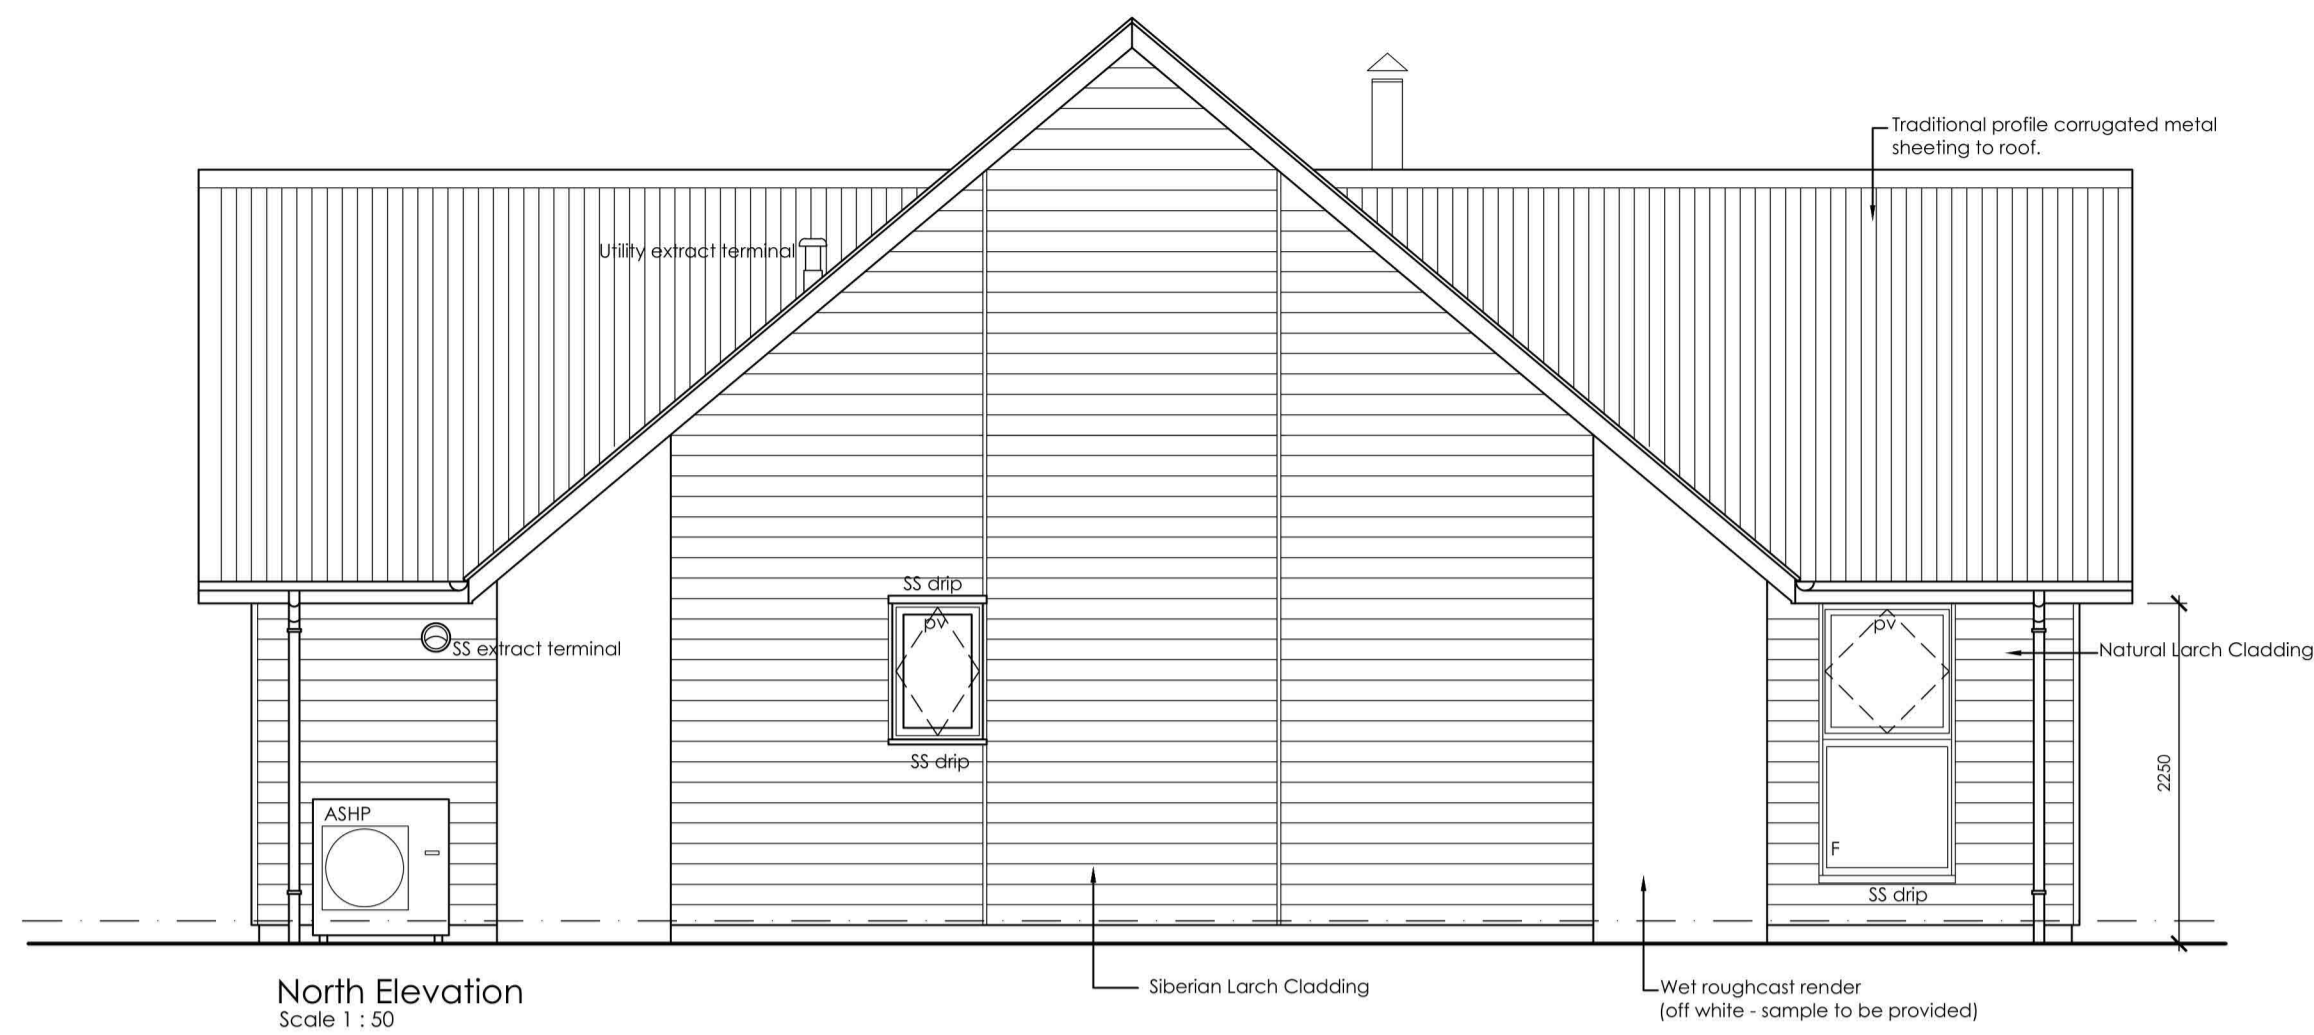 Traditional profile corrugated metal
sheeting to roof.
Utility extract terminal
SS drip
pv
SS drip
SS extract terminal
pv
Natural Larch Cladding
2250
ASHP
F
SS drip
Siberian Larch Cladding
Wet roughcast render
(off white - sample to be provided)
North Elevation
Scale 1 : 50